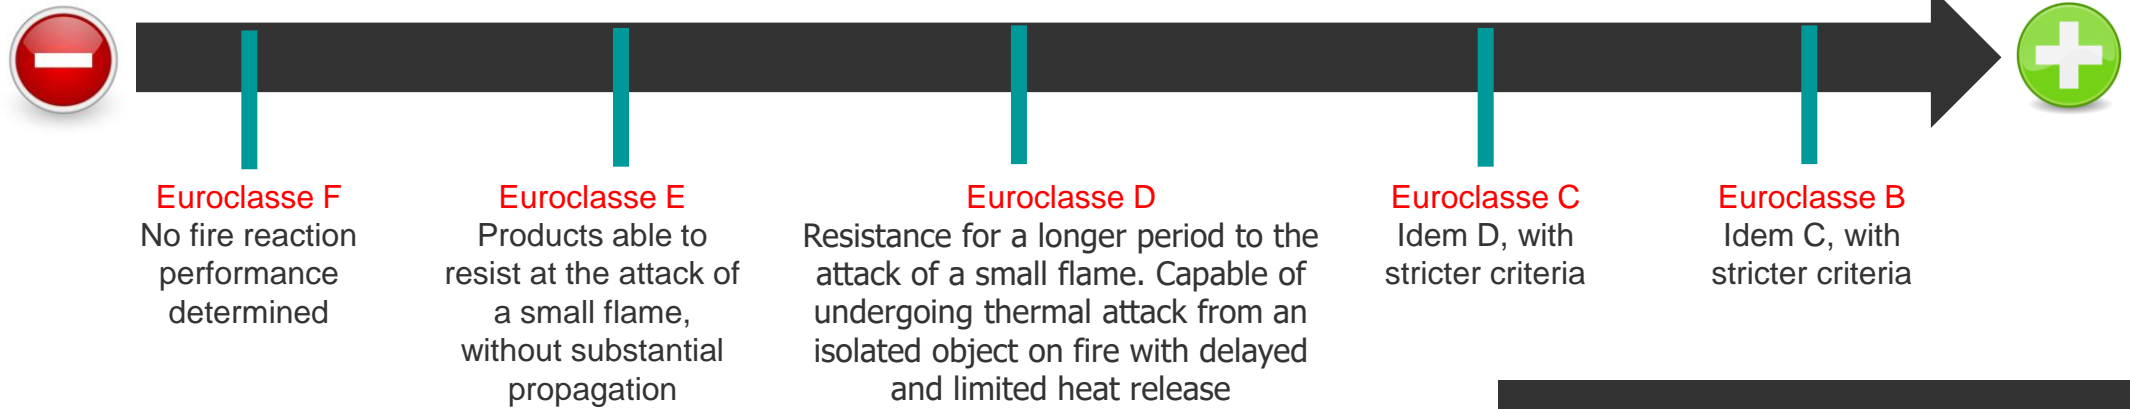 Euroclasse F
No fire reaction
performance
determined
Euroclasse E
Products able to
resist at the attack of
a small flame,
without substantial
propagation
Euroclasse D
Resistance for a longer period to the
attack of a small flame. Capable of
undergoing thermal attack from an
isolated object on fire with delayed
and limited heat release
Euroclasse C
Idem D, with
stricter criteria
Euroclasse B
Idem C, with
stricter criteria